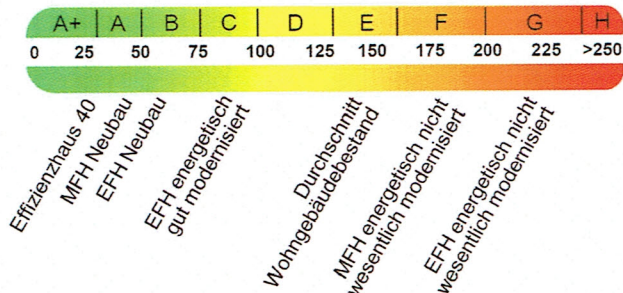 A+ A B C D E F G H
0 25 50 75 100 125 150 175 200 225 >250
Effizienzhaus 40
MFH Neubau
EFH Neubau
EFH energetisch
gut modernisiert
Durchschnitt
Wohngebäudebestand
MFH energetisch nicht
wesentlich modernisiert
EFH energetisch nicht
wesentlich modernisiert